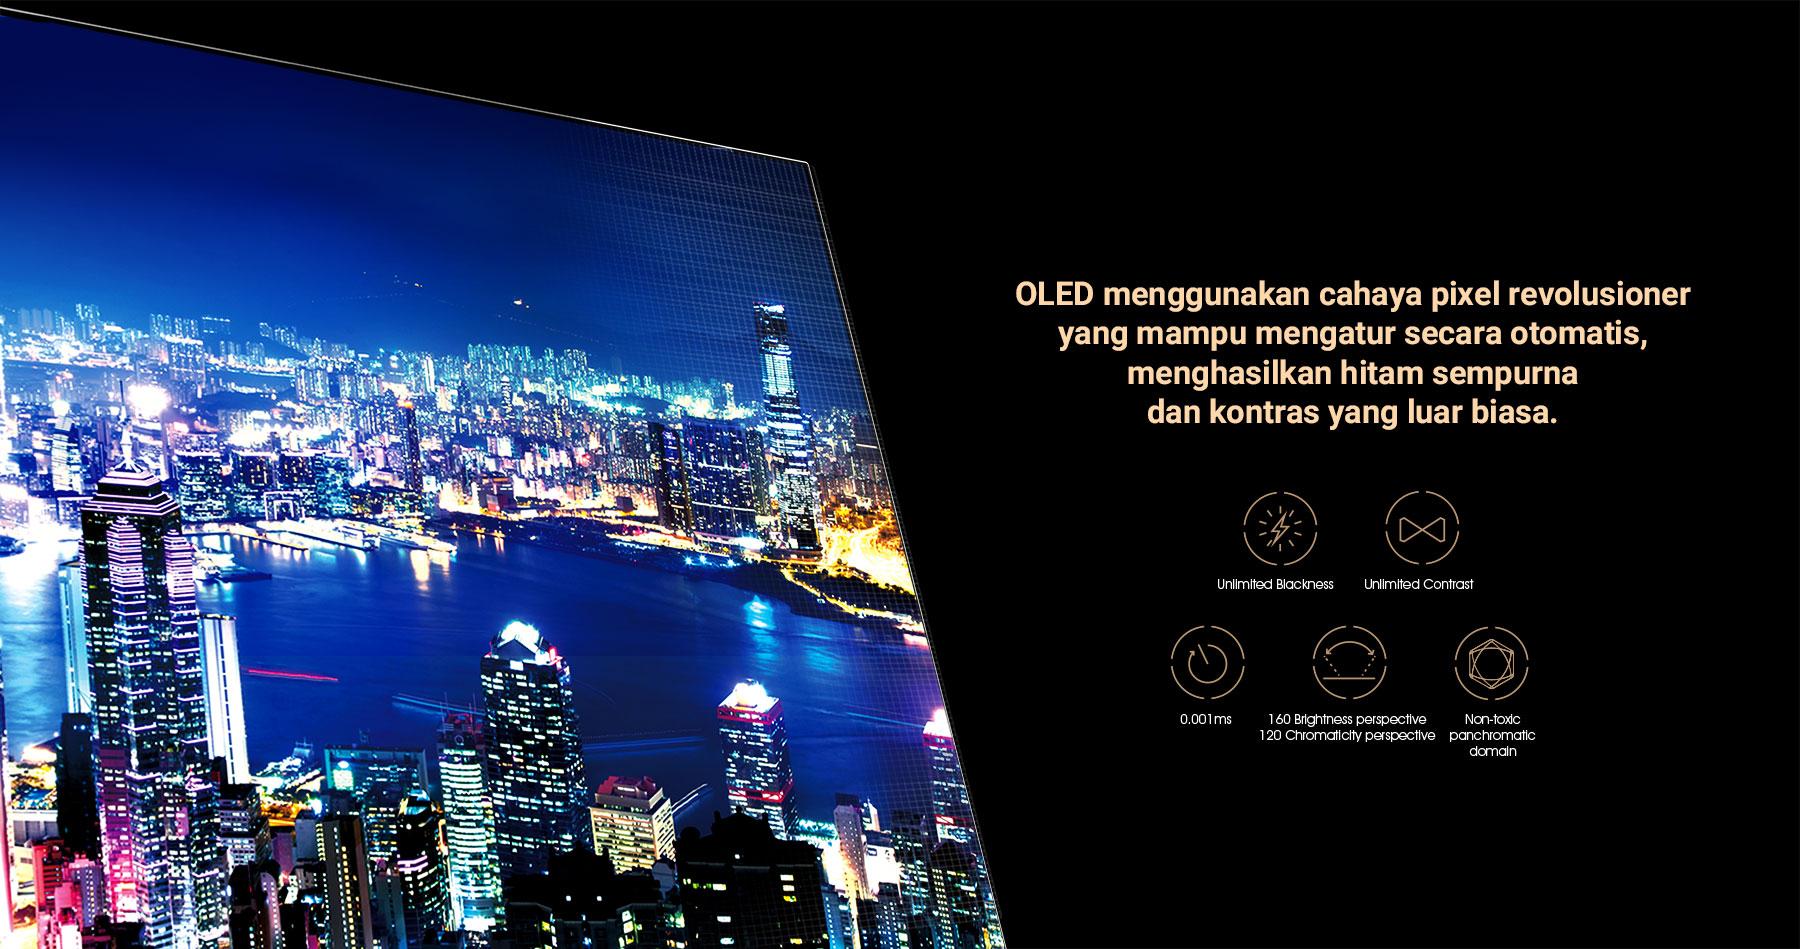 OLED menggunakan cahaya pixel revolusioner
yang mampu mengatur secara otomatis,
menghasilkan hitam sempurna
dan kontras yang luar biasa.
Unlimited Blackness
Unlimited Contrast
0.001ms
160 Brightness perspective
120 Chromaticity perspective
Non-toxic
panchromatic
domain